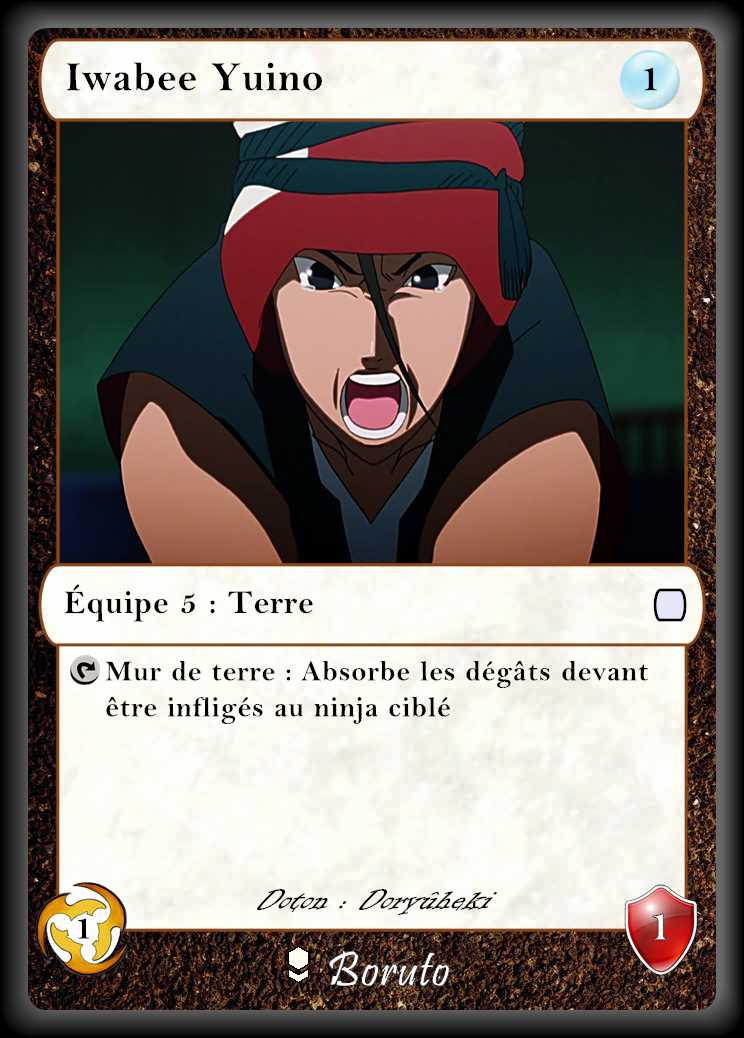 Iwabee Yuino
1
Équipe 5 : Terre
Mur de terre : Absorbe les dégâts devant
être infligés au ninja ciblé
Doton : Doryûheki
1
1
Boruto